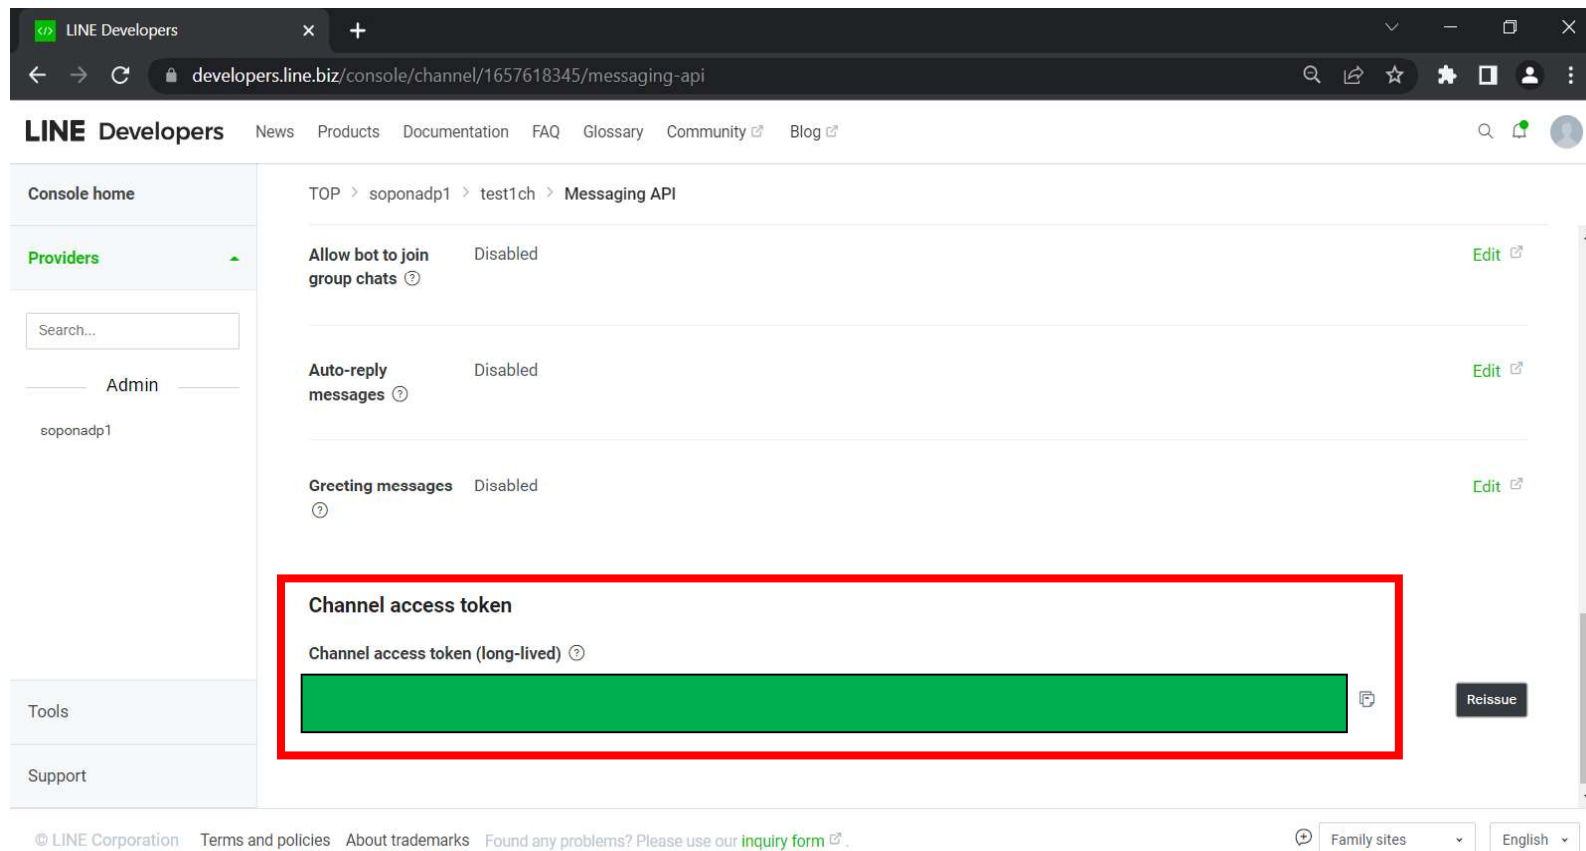 LINE Developers
developers.line.biz/console/channel/1657618345/messaging-api
LINE Developers News Products Documentation FAQ Glossary Community Blog
Console home
TOP > soponadp1 > test1ch > Messaging API
Providers
Allow bot to join group chats
Disabled
Edit
Search...
Admin
soponadp1
Auto-reply messages
Disabled
Edit
Greeting messages
Disabled
Edit
Channel access token
Channel access token (long-lived)
Reissue
Tools
Support
© LINE Corporation Terms and policies About trademarks Found any problems? Please use our inquiry form .
Family sites
English